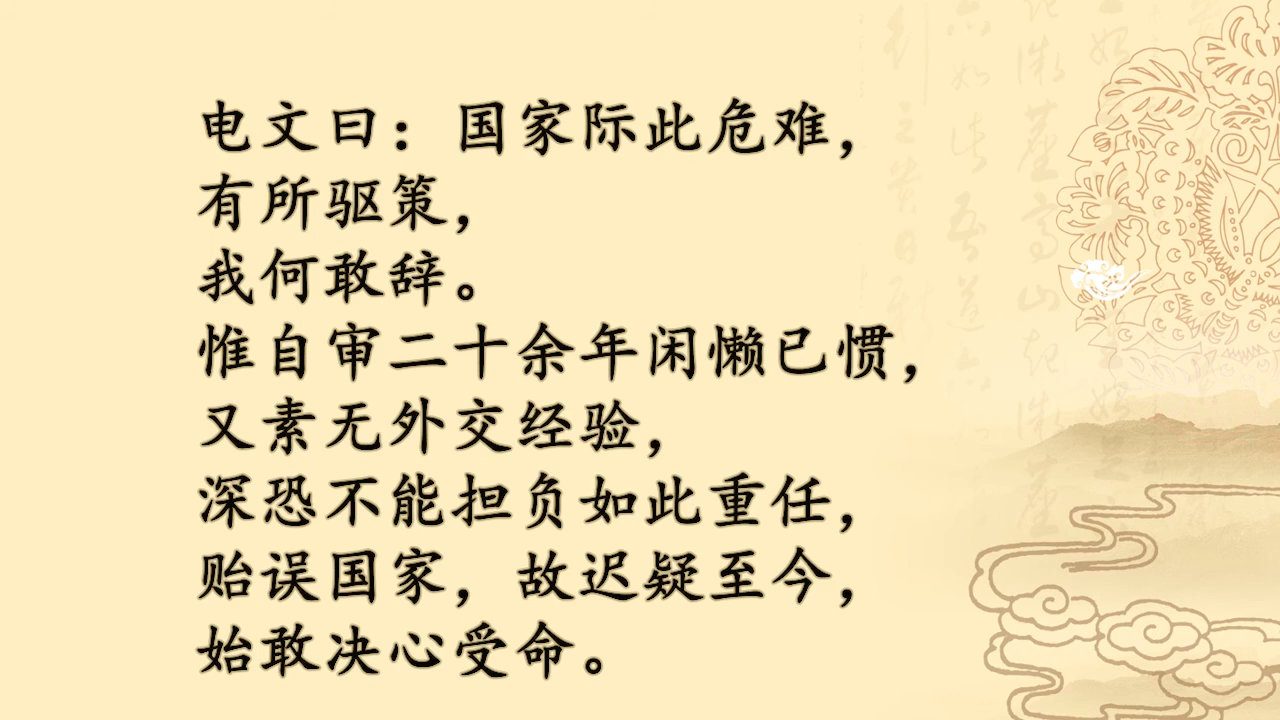 电文曰：国家际此危难，
有所驱策，
我何敢辞。
惟自审二十余年闲懒已惯，
又素无外交经验，
深恐不能担负如此重任，
贻误国家，故迟疑至今，
始敢决心受命。